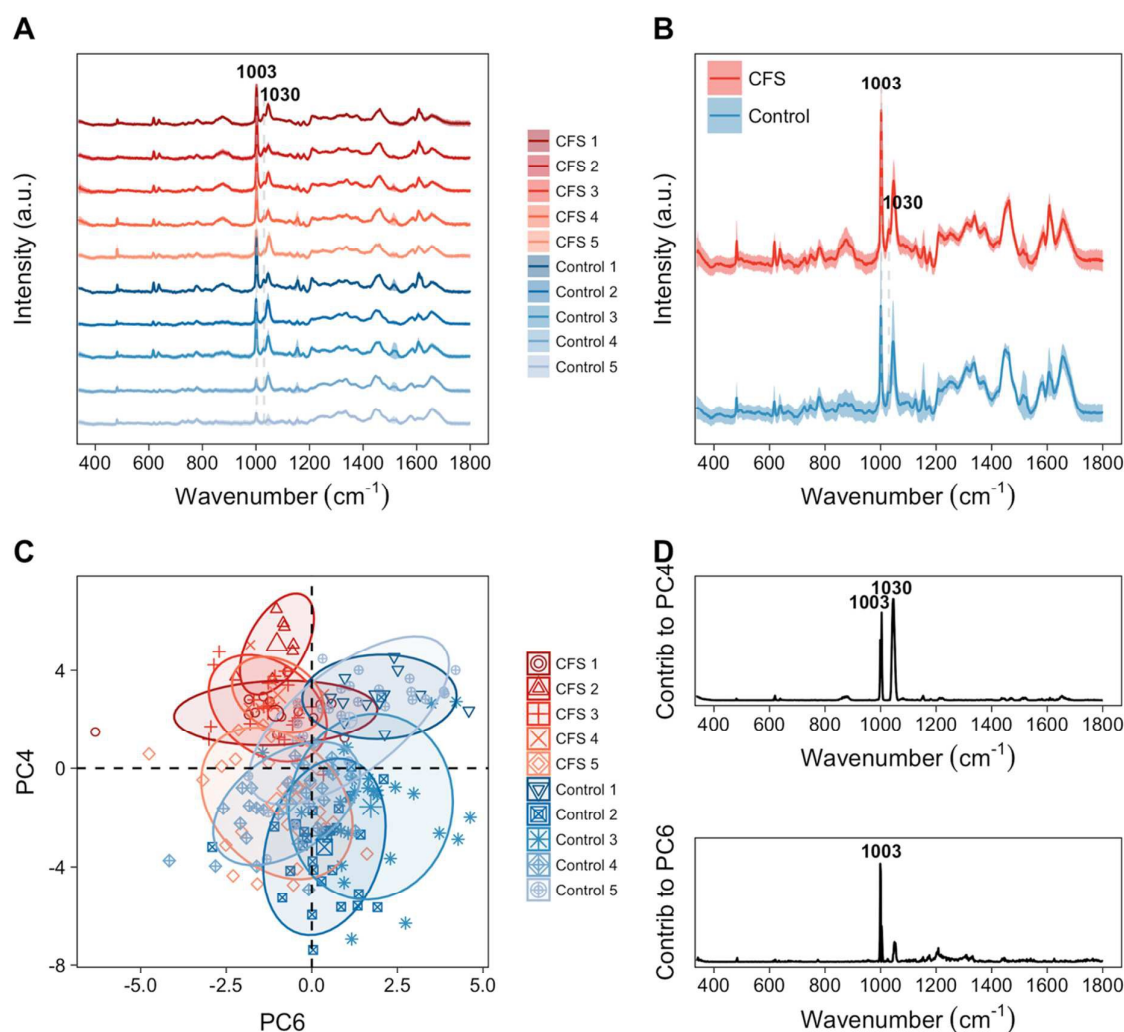 A
1003
1030
Intensity (a.u.)
400 600 800 1000 1200 1400 1600 1800
Wavenumber (cm⁻¹)
CFS 1
CFS 2
CFS 3
CFS 4
CFS 5
Control 1
Control 2
Control 3
Control 4
Control 5
B
CFS
Control
1003
1030
Intensity (a.u.)
400 600 800 1000 1200 1400 1600 1800
Wavenumber (cm⁻¹)
C
PC4
4
0
-4
-8
-5.0 -2.5 0.0 2.5 5.0
PC6
CFS 1
CFS 2
CFS 3
CFS 4
CFS 5
Control 1
Control 2
Control 3
Control 4
Control 5
D
Contrib to PC4
1030
1003
400 600 800 1000 1200 1400 1600 1800
Contrib to PC6
1003
400 600 800 1000 1200 1400 1600 1800
Wavenumber (cm⁻¹)